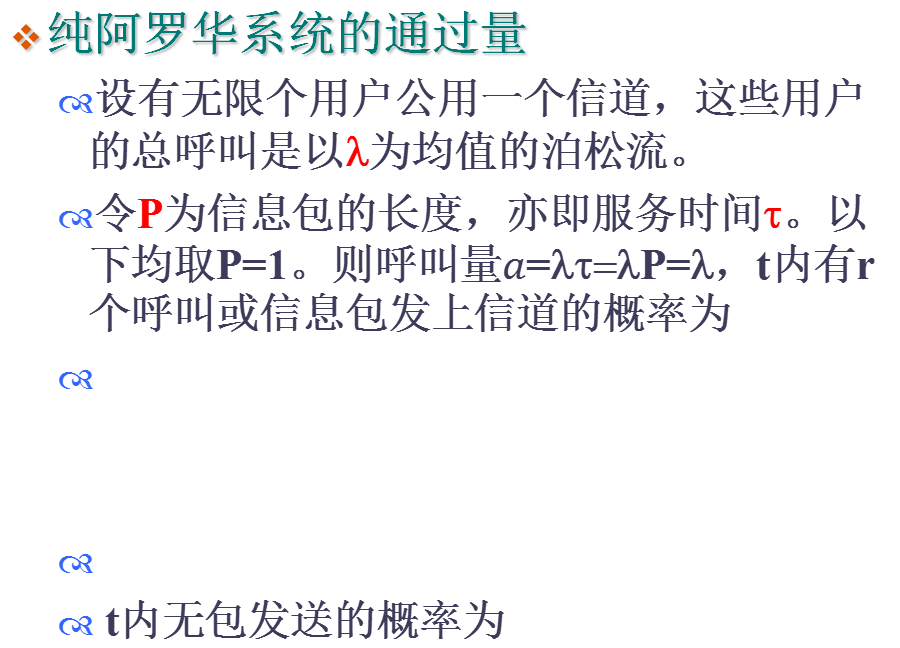 纯阿罗华系统的通过量
设有无限个用户公用一个信道，这些用户
的总呼叫是以λ为均值的泊松流。
令P为信息包的长度，亦即服务时间τ。以
下均取P=1。则呼叫量a=λτ=λP=λ，t内有r
个呼叫或信息包发上信道的概率为
t内无包发送的概率为